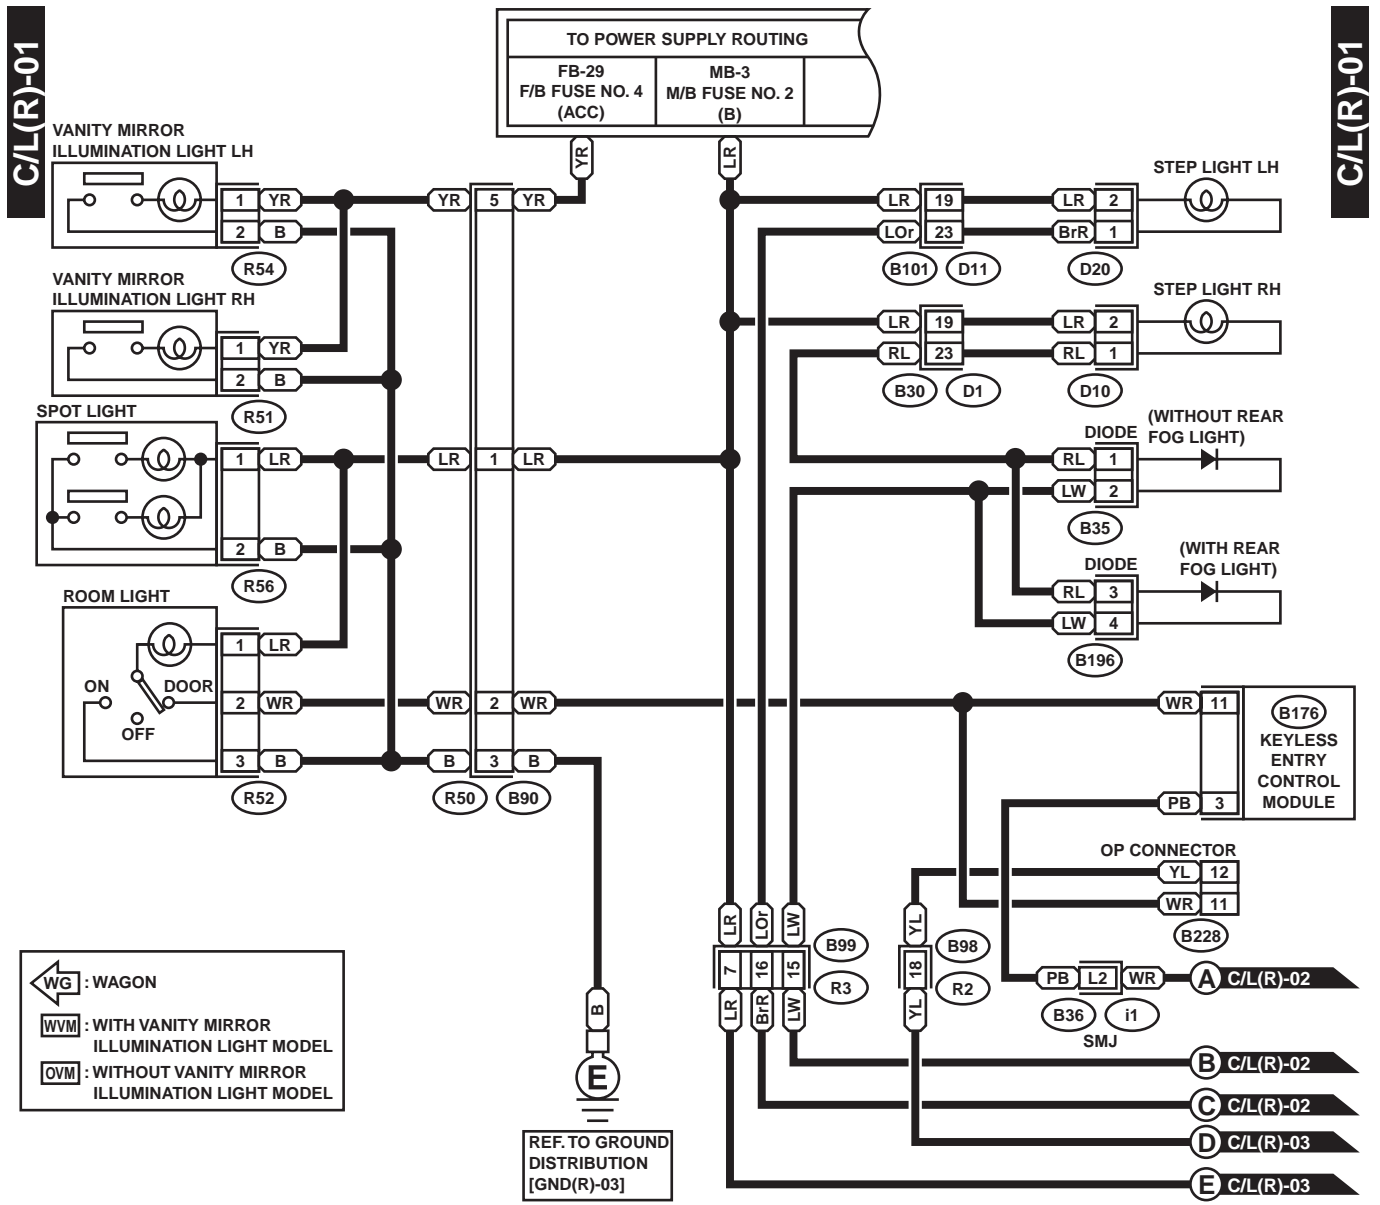 C/L(R)-01
C/L(R)-01
TO POWER SUPPLY ROUTING
FB-29
F/B FUSE NO. 4
(ACC)
MB-3
M/B FUSE NO. 2
(B)
YR
LR
VANITY MIRROR
ILLUMINATION LIGHT LH
1 YR
2 B
R54
YR 5 YR
VANITY MIRROR
ILLUMINATION LIGHT RH
1 YR
2 B
R51
SPOT LIGHT
1 LR
2 B
R56
LR 1 LR
ROOM LIGHT
ON
DOOR
OFF
1 LR
2 WR
3 B
R52
WR 2 WR
B 3 B
R50
B90
STEP LIGHT LH
LR 19
LOr 23
B101
D11
LR 2
BrR 1
D20
STEP LIGHT RH
LR 19
RL 23
B30
D1
LR 2
RL 1
D10
(WITHOUT REAR
FOG LIGHT)
DIODE
RL 1
LW 2
B35
(WITH REAR
FOG LIGHT)
DIODE
RL 3
LW 4
B196
WR 11
PB 3
B176
KEYLESS
ENTRY
CONTROL
MODULE
OP CONNECTOR
YL 12
WR 11
B228
LR LOr LW
7 16 15
LR BrR LW
B99
R3
YL
18
YL
B98
R2
PB L2 WR
B36
i1
SMJ
A C/L(R)-02
B C/L(R)-02
C C/L(R)-02
D C/L(R)-03
E C/L(R)-03
WG : WAGON
WVM : WITH VANITY MIRROR
ILLUMINATION LIGHT MODEL
OVM : WITHOUT VANITY MIRROR
ILLUMINATION LIGHT MODEL
B
E
REF. TO GROUND
DISTRIBUTION
[GND(R)-03]